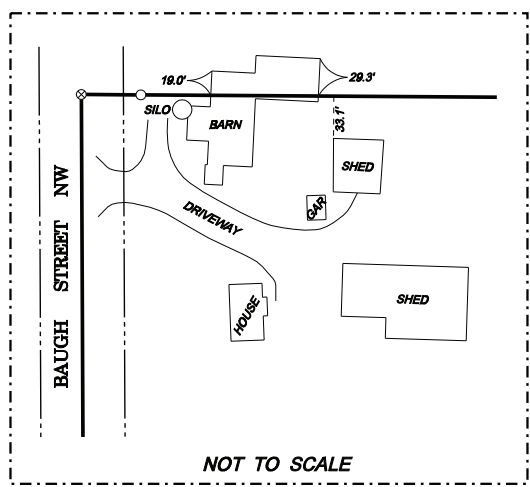 19.0'
29.3'
SILO
BARN
33.1'
SHED
GAR
DRIVEWAY
BAUGH STREET NW
HOUSE
SHED
NOT TO SCALE